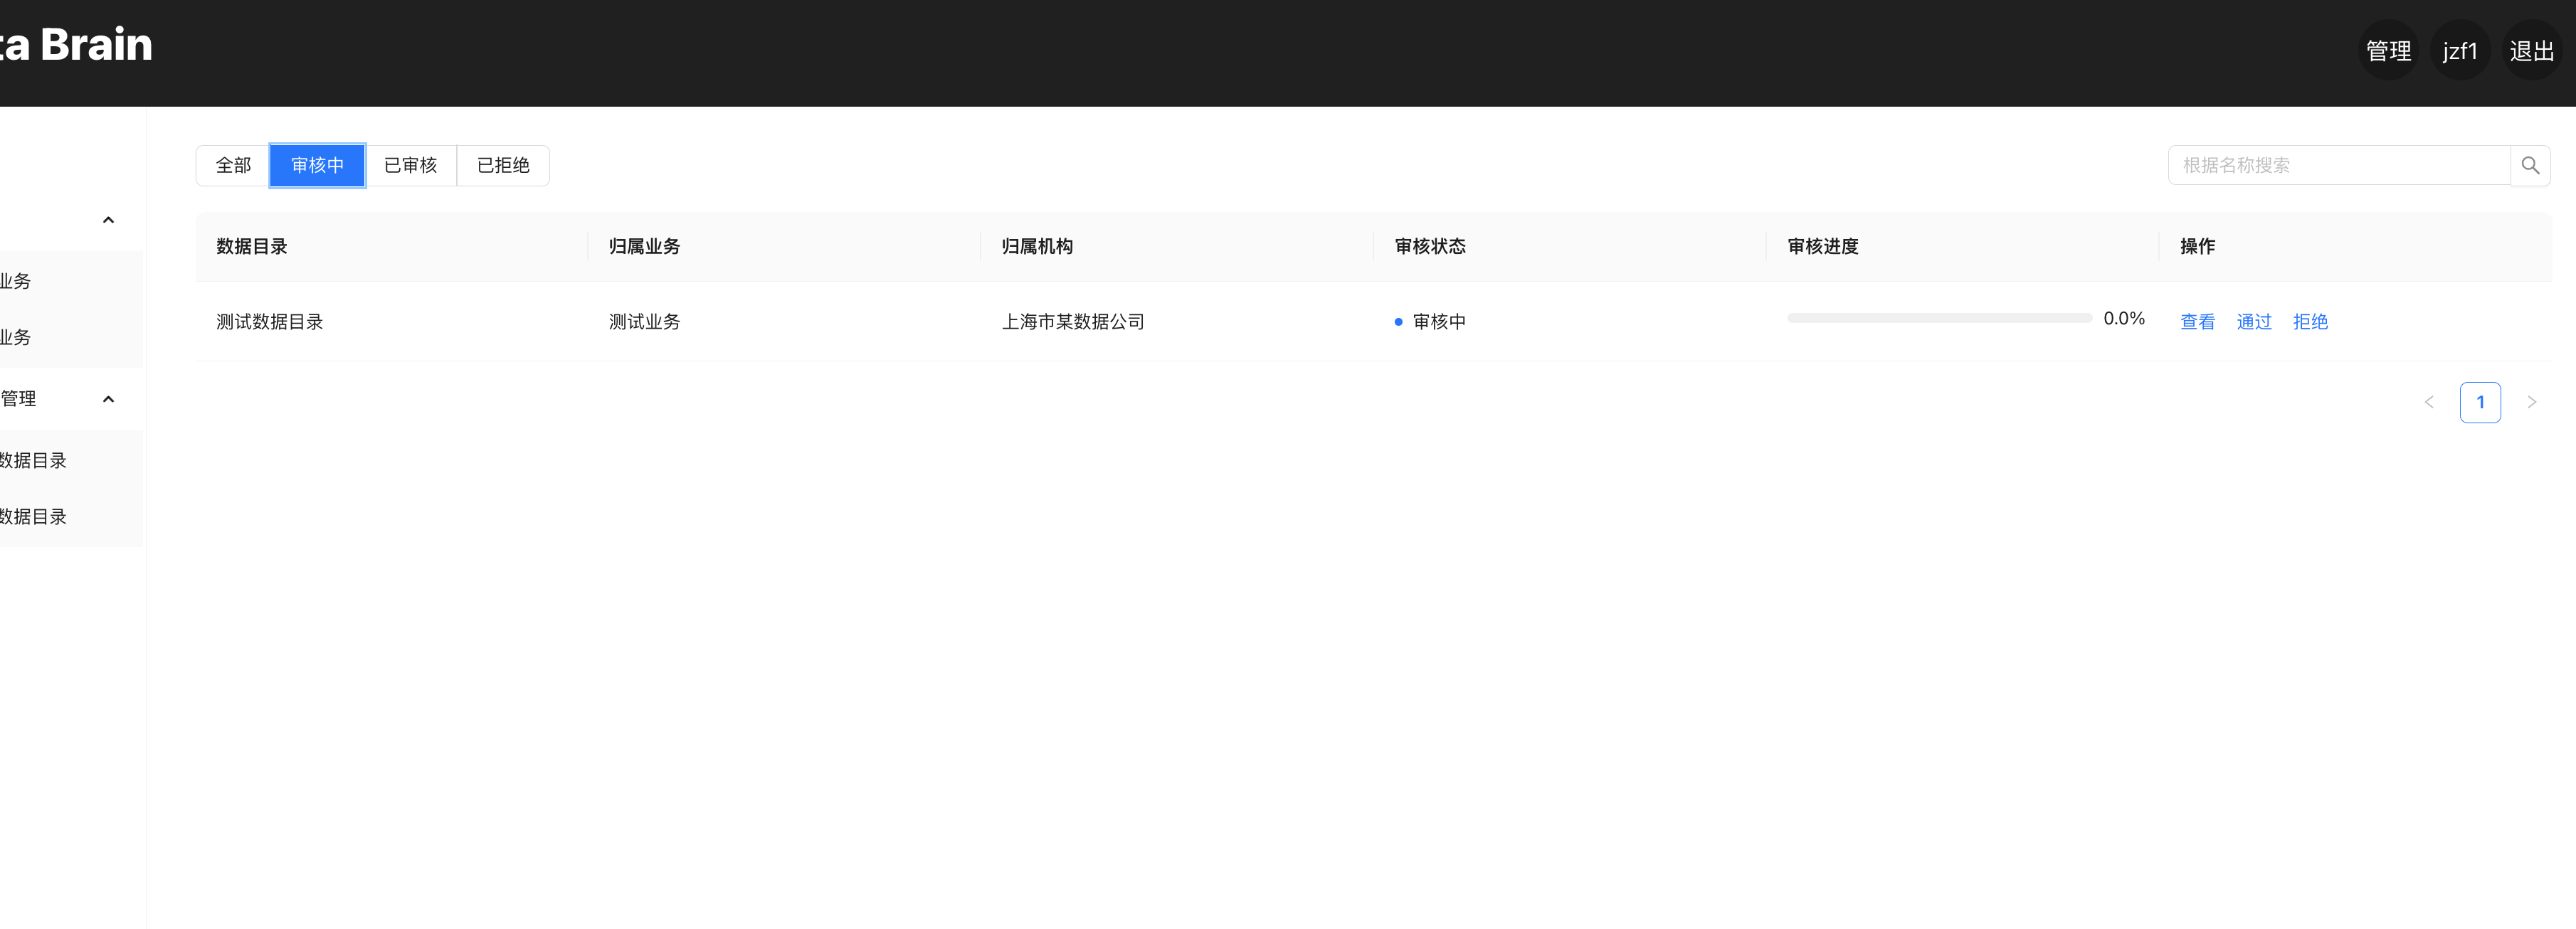 ta Brain
管理 jzf1 退出
全部 审核中 已审核 已拒绝
根据名称搜索
数据目录 归属业务 归属机构 审核状态 审核进度 操作
测试数据目录 测试业务 上海市某数据公司 审核中 0.0% 查看 通过 拒绝
1
业务
业务
管理
数据目录
数据目录